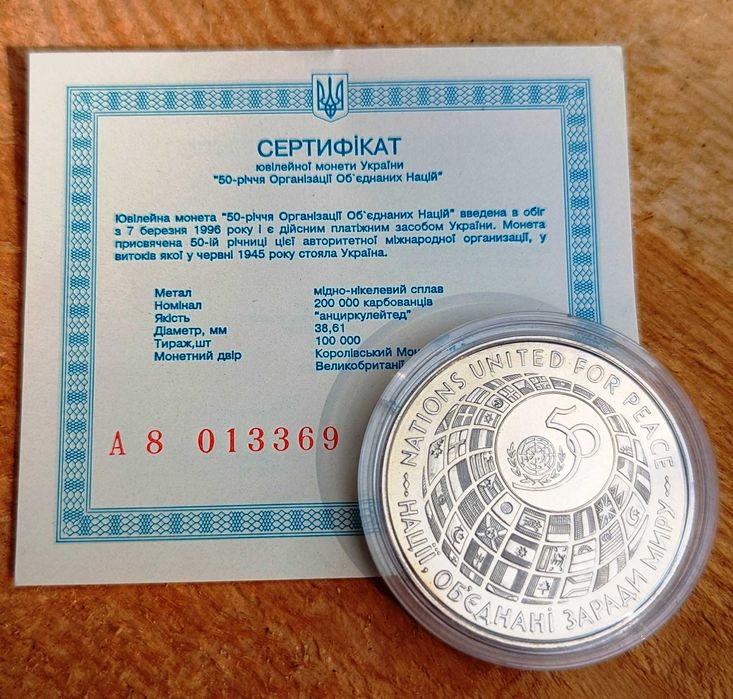 СЕРТИФІКАТ
ювілейної монети України
"50-річчя Організації Об'єднаних Націй"
Ювілейна монета "50-річчя Організації Об'єднаних Націй" введена в обіг
з 7 березня 1996 року і є дійсним платіжним засобом України. Монета
присвячена 50-ій річниці цієї авторитетної міжнародної організації, у
витоків якої у червні 1945 року стояла Україна.
Метал мідно-нікелевий сплав
Номінал 200 000 карбованців
Якість "анциркулейтед"
Діаметр, мм 38,61
Тираж,шт 100 000
Монетний двір Королівський Мон
Великобританії
А 8 013369
NATIONS UNITED FOR PEACE
50
НАЦІЇ, ОБ'ЄДНАНІ ЗАРАДИ МИРУ